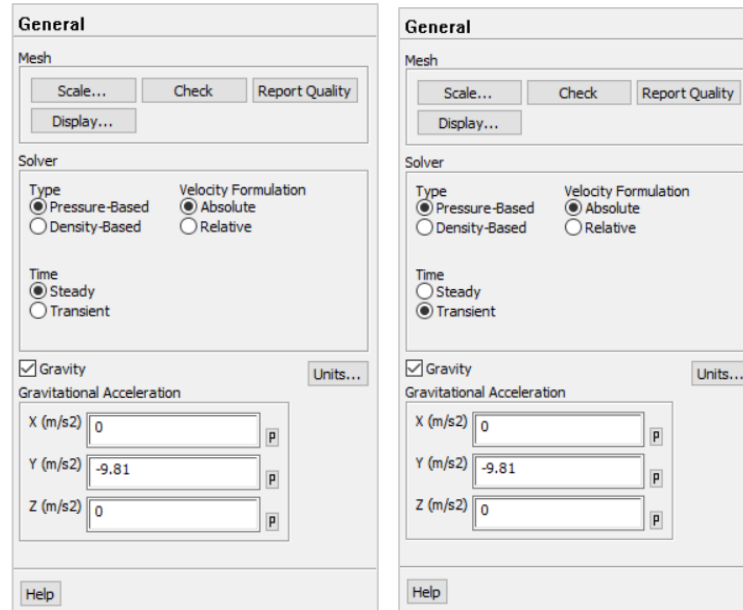 General
Mesh
Scale... Check Report Quality
Display...
Solver
Type Velocity Formulation
Pressure-Based Absolute
Density-Based Relative
Time
Steady
Transient
Gravity Units...
Gravitational Acceleration
X (m/s2) 0 P
Y (m/s2) -9.81 P
Z (m/s2) 0 P
Help
General
Mesh
Scale... Check Report Quality
Display...
Solver
Type Velocity Formulation
Pressure-Based Absolute
Density-Based Relative
Time
Steady
Transient
Gravity Units...
Gravitational Acceleration
X (m/s2) 0 P
Y (m/s2) -9.81 P
Z (m/s2) 0 P
Help